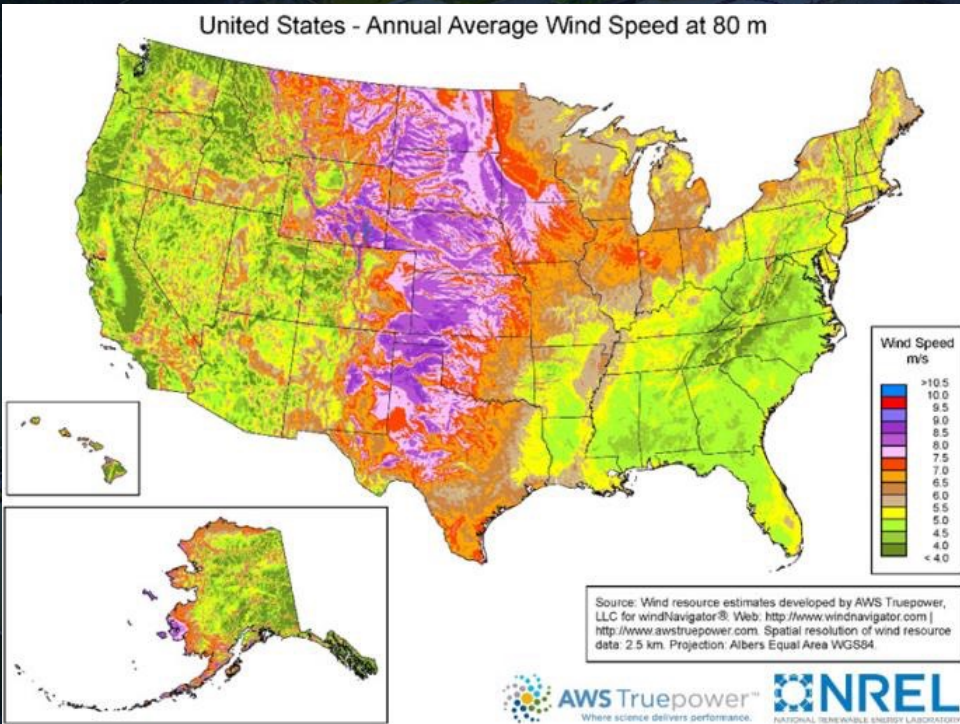 United States - Annual Average Wind Speed at 80 m
Wind Speed
m/s
>10.5
10.0
9.5
9.0
8.5
8.0
7.5
7.0
6.5
6.0
5.5
5.0
4.5
4.0
< 4.0
Source: Wind resource estimates developed by AWS Truepower,
LLC for windNavigator®. Web: http://www.windnavigator.com |
http://www.awstruepower.com. Spatial resolution of wind resource
data: 2.5 km. Projection: Albers Equal Area WGS84.
AWS Truepower™
Where science delivers performance.
NREL
NATIONAL RENEWABLE ENERGY LABORATORY